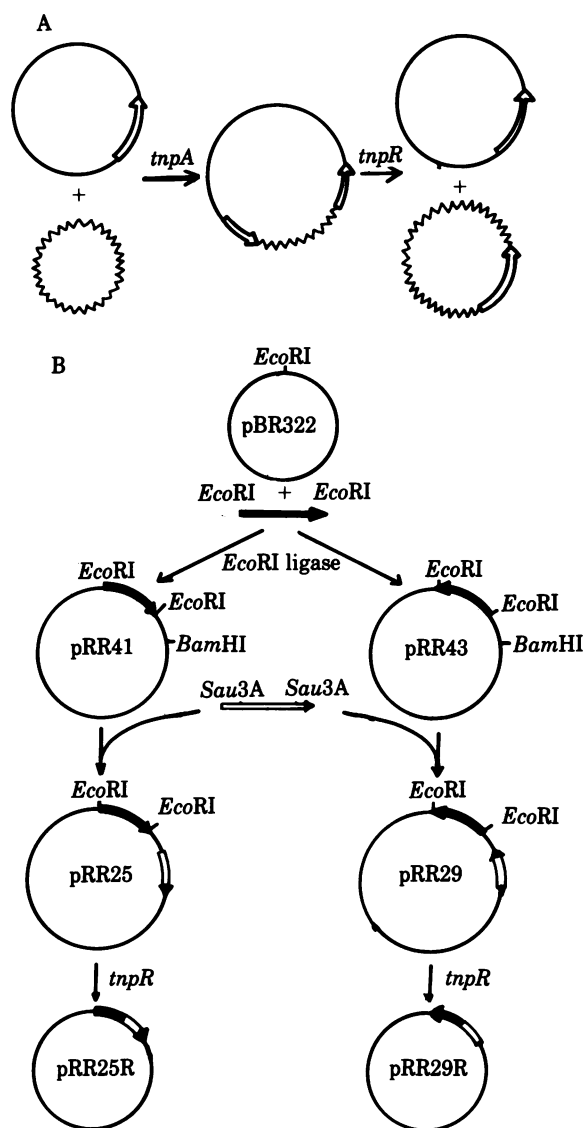 A
tnpA
tnpR
+
+
B
EcoRI
pBR322
EcoRI + EcoRI
EcoRI ligase
EcoRI
EcoRI
BamHI
pRR41
EcoRI
EcoRI
BamHI
pRR43
Sau3A Sau3A
EcoRI
EcoRI
pRR25
EcoRI
EcoRI
pRR29
tnpR
tnpR
pRR25R
pRR29R